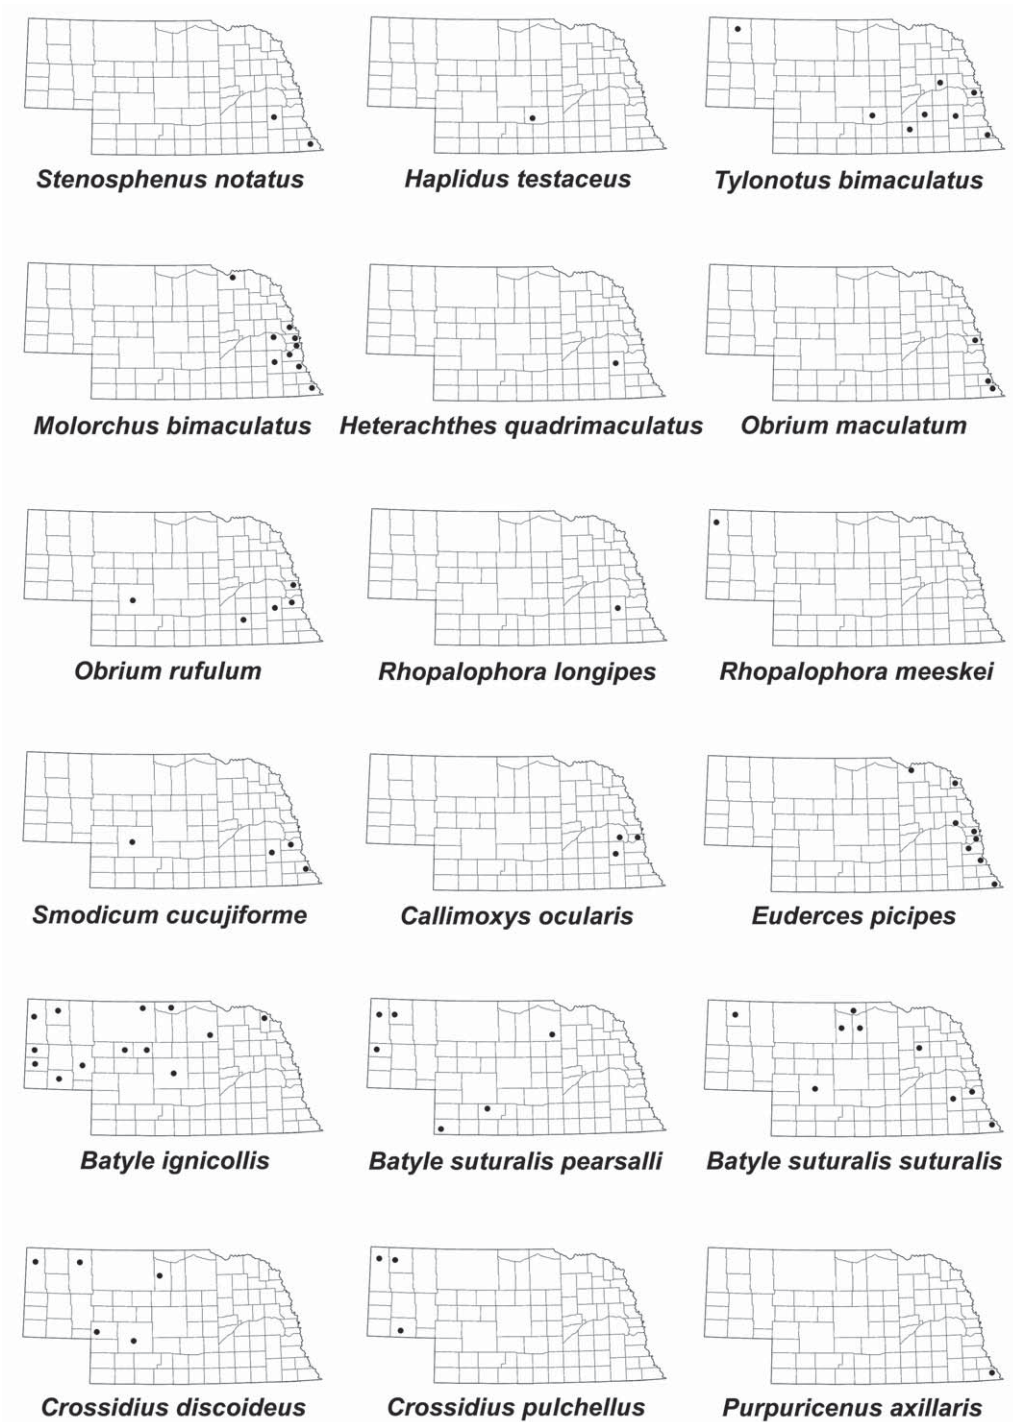 Stenosphenus notatus
Haplidus testaceus
Tylonotus bimaculatus
Molorchus bimaculatus
Heterachthes quadrimaculatus
Obrium maculatum
Obrium rufulum
Rhopalophora longipes
Rhopalophora meeskei
Smodicum cucujiforme
Callimoxys ocularis
Euderces picipes
Batyle ignicollis
Batyle suturalis pearsalli
Batyle suturalis suturalis
Crossidius discoideus
Crossidius pulchellus
Purpuricenus axillaris